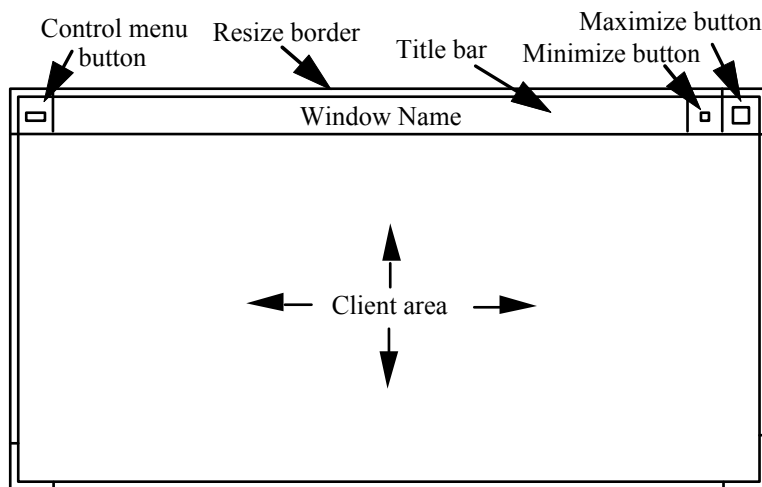 Control menu
button
Resize border
Title bar
Maximize button
Minimize button
Window Name
Client area